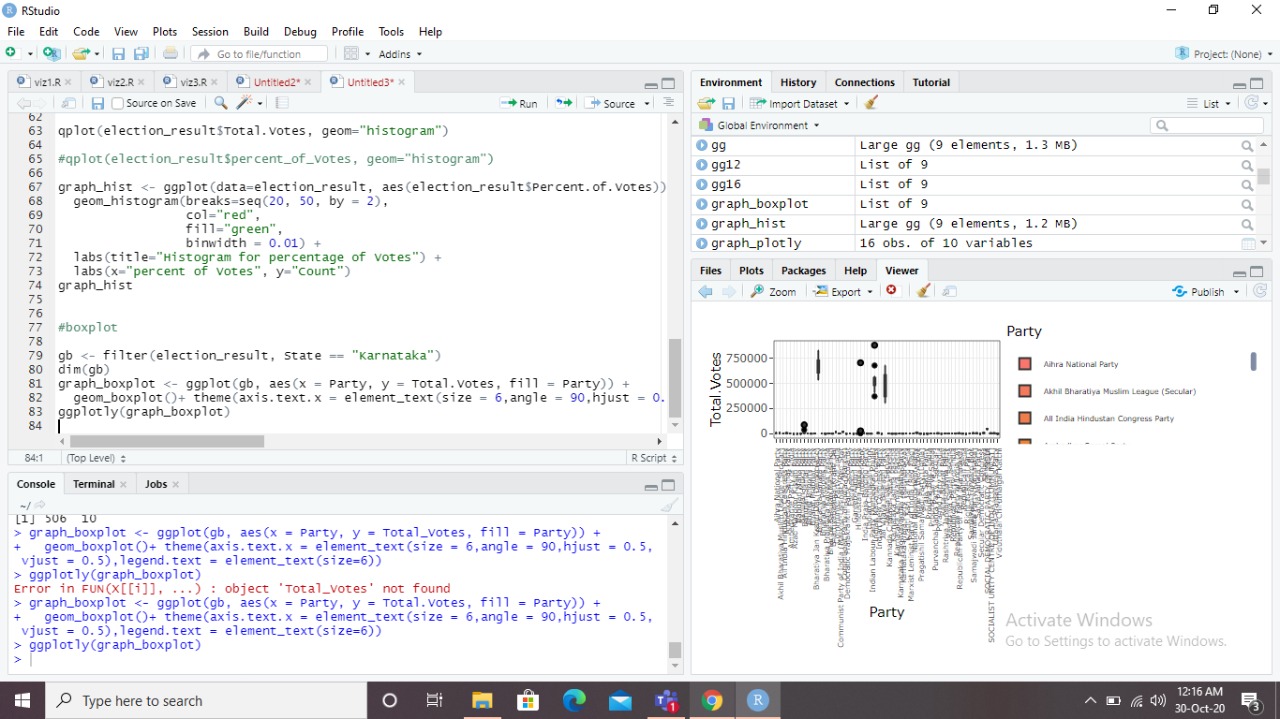 RStudio
File Edit Code View Plots Session Build Debug Profile Tools Help
Go to file/function Addins Project: (None)
viz1.R viz2.R viz3.R Untitled2* Untitled3*
Source on Save Run Source
62
63 qplot(election_result$Total.Votes, geom="histogram")
64
65 #qplot(election_result$percent_of_Votes, geom="histogram")
66
67 graph_hist <- ggplot(data=election_result, aes(election_result$Percent.of.Votes))
68 geom_histogram(breaks=seq(20, 50, by = 2),
69 col="red",
70 fill="green",
71 binwidth = 0.01) +
72 labs(title="Histogram for percentage of Votes") +
73 labs(x="percent of Votes", y="Count")
74 graph_hist
75
76
77 #boxplot
78
79 gb <- filter(election_result, State == "Karnataka")
80 dim(gb)
81 graph_boxplot <- ggplot(gb, aes(x = Party, y = Total.Votes, fill = Party)) +
82 geom_boxplot()+ theme(axis.text.x = element_text(size = 6,angle = 90,hjust = 0.
83 ggplotly(graph_boxplot)
84
84:1 (Top Level) R Script
Console Terminal Jobs
~/
[1] 506 10
> graph_boxplot <- ggplot(gb, aes(x = Party, y = Total_Votes, fill = Party)) +
+ geom_boxplot()+ theme(axis.text.x = element_text(size = 6,angle = 90,hjust = 0.5,
vjust = 0.5),legend.text = element_text(size=6))
> ggplotly(graph_boxplot)
Error in FUN(X[[i]], ...) : object 'Total_Votes' not found
> graph_boxplot <- ggplot(gb, aes(x = Party, y = Total.Votes, fill = Party)) +
+ geom_boxplot()+ theme(axis.text.x = element_text(size = 6,angle = 90,hjust = 0.5,
vjust = 0.5),legend.text = element_text(size=6))
> ggplotly(graph_boxplot)
>
Environment History Connections Tutorial
Import Dataset List
Global Environment
gg Large gg (9 elements, 1.3 MB)
gg12 List of 9
gg16 List of 9
graph_boxplot List of 9
graph_hist Large gg (9 elements, 1.2 MB)
graph_plotly 16 obs. of 10 variables
Files Plots Packages Help Viewer
Zoom Export Publish
Party
Total.Votes
750000
500000
250000
0
Aihra National Party
Akhil Bharatiya Muslim League (Secular)
All India Hindustan Congress Party
Party
Activate Windows
Go to Settings to activate Windows.
Type here to search
12:16 AM
30-Oct-20